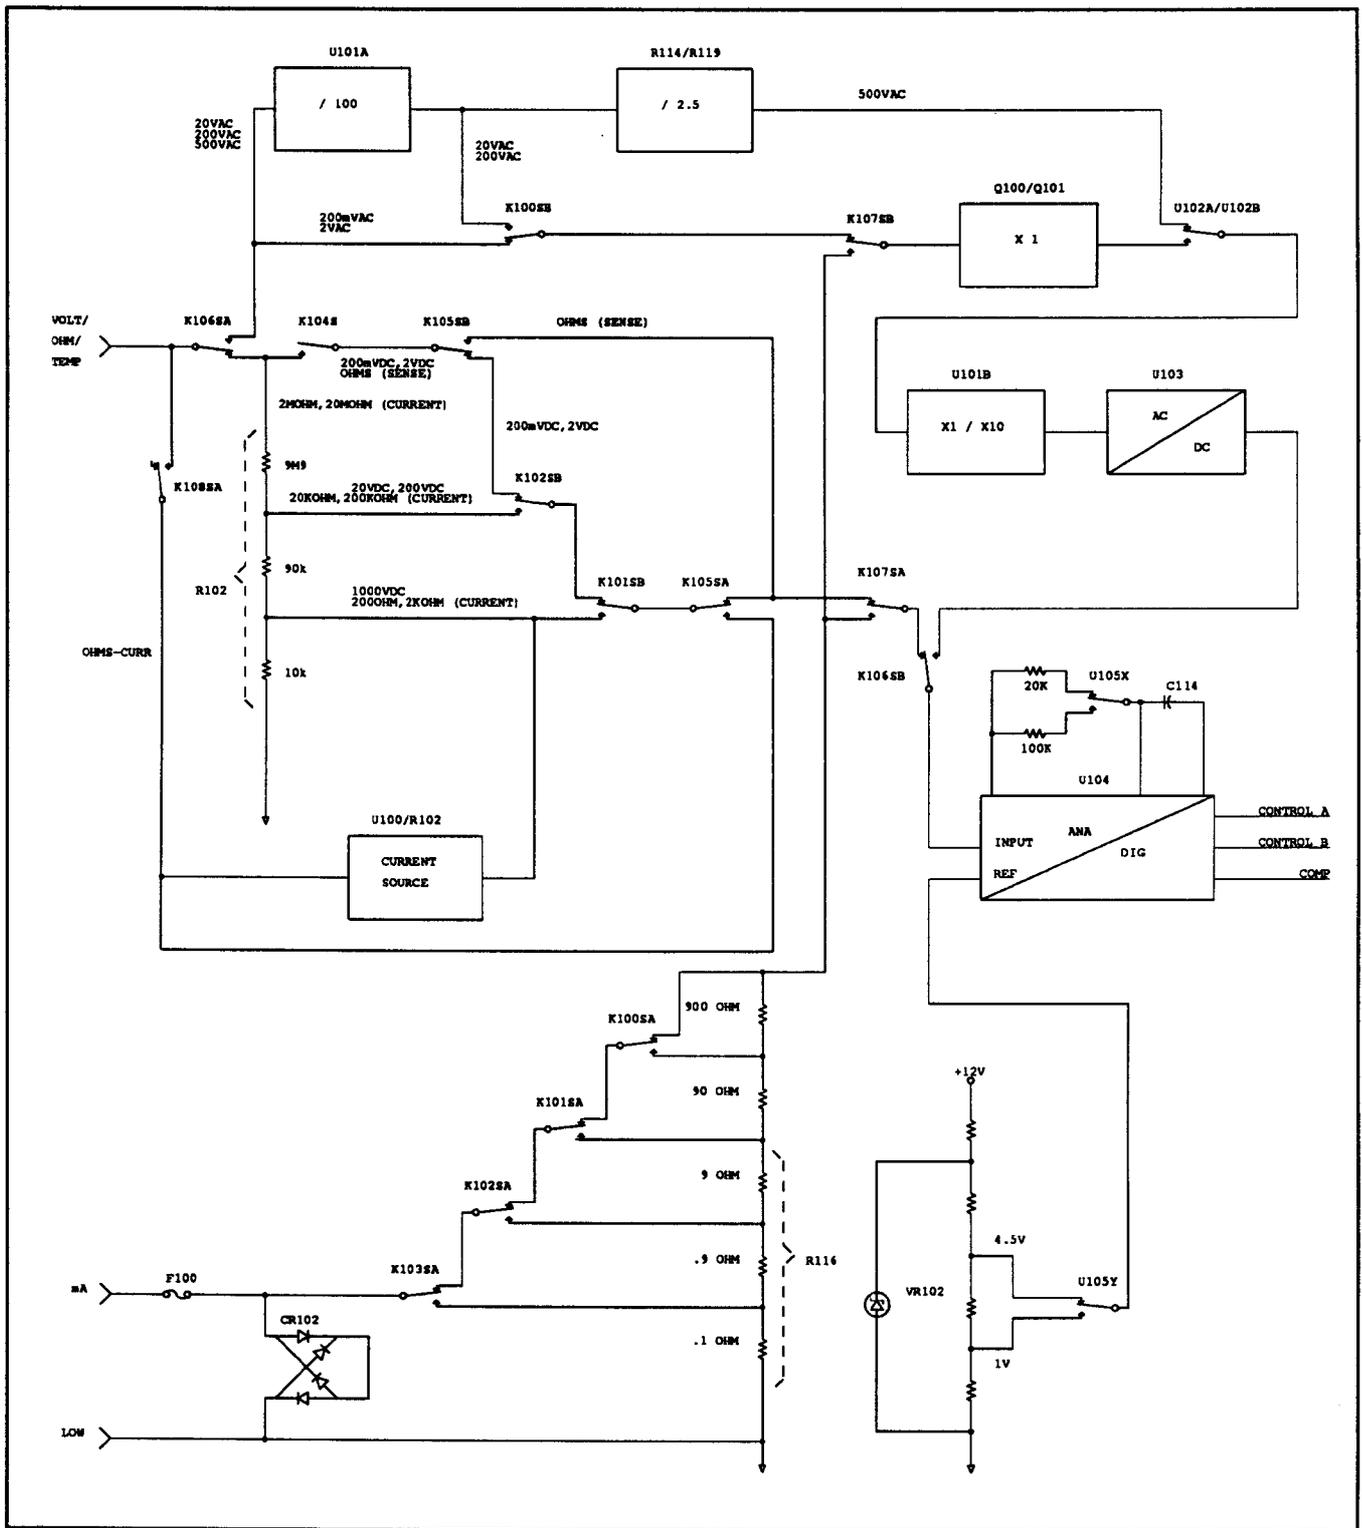 U101A
R114/R119
/ 100
/ 2.5
500VAC
20VAC
200VAC
500VAC
20VAC
200VAC
Q100/Q101
K100SB
K107SB
U102A/U102B
200mVAC
2VAC
X 1
VOLT/
OHM/
TEMP
K106SA
K104S
K105SB
OHMS (SENSE)
200mVDC,2VDC
OHMS (SENSE)
U101B
U103
2MOHM,20MOHM (CURRENT)
200mVDC,2VDC
X1 / X10
AC
DC
9M9
K108SA
K102SB
20VDC,200VDC
20KOHM,200KOHM (CURRENT)
90k
R102
K101SB
K105SA
K107SA
1000VDC
200OHM,2KOHM (CURRENT)
OHMS-CURR
10k
K106SB
20K
U105X
C114
100K
U104
U100/R102
CURRENT
SOURCE
INPUT
ANA
DIG
REF
CONTROL A
CONTROL B
COMP
900 OHM
K100SA
90 OHM
K101SA
+12V
9 OHM
K102SA
.9 OHM
R116
4.5V
K103SA
U105Y
mA
F100
VR102
CR102
.1 OHM
1V
LOW